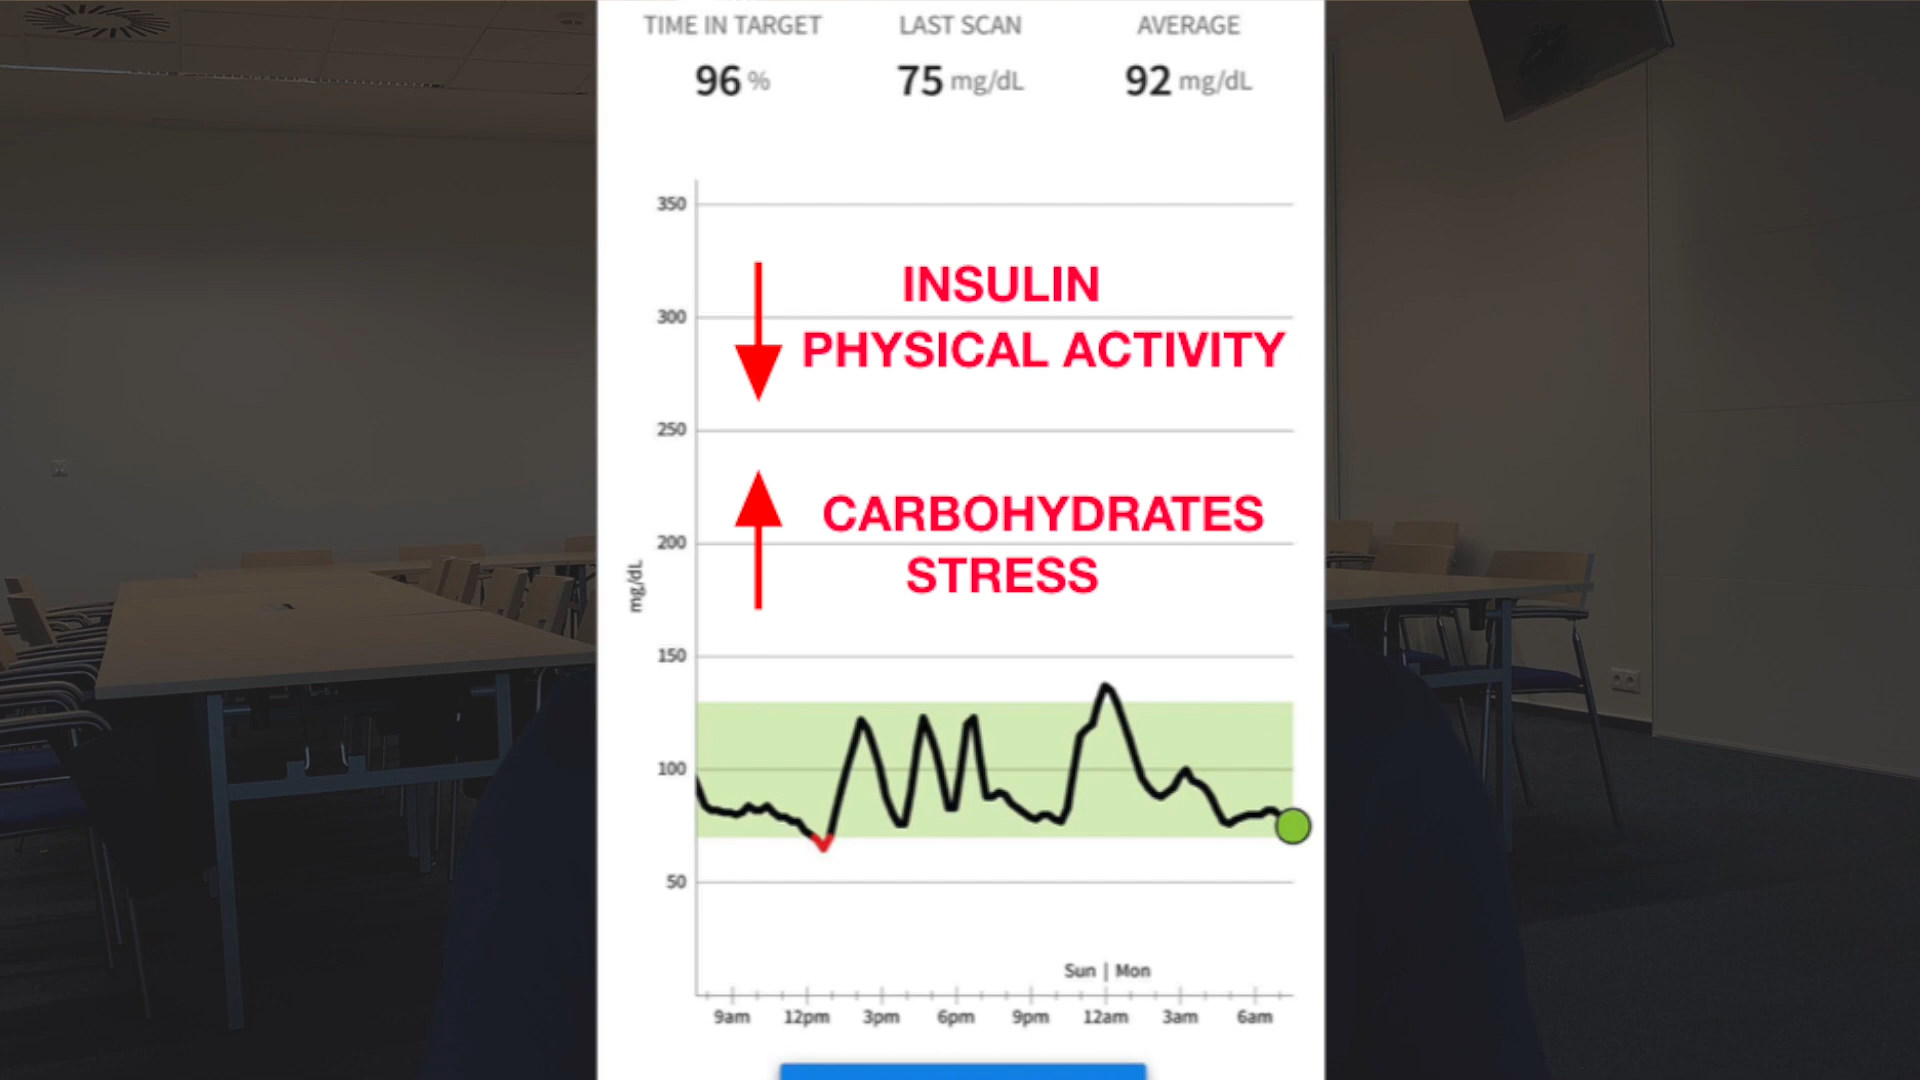 TIME IN TARGET LAST SCAN AVERAGE
96 % 75 mg/dL 92 mg/dL
350
INSULIN
300
PHYSICAL ACTIVITY
250
CARBOHYDRATES
200
STRESS
mg/dL
150
100
50
Sun | Mon
9am 12pm 3pm 6pm 9pm 12am 3am 6am